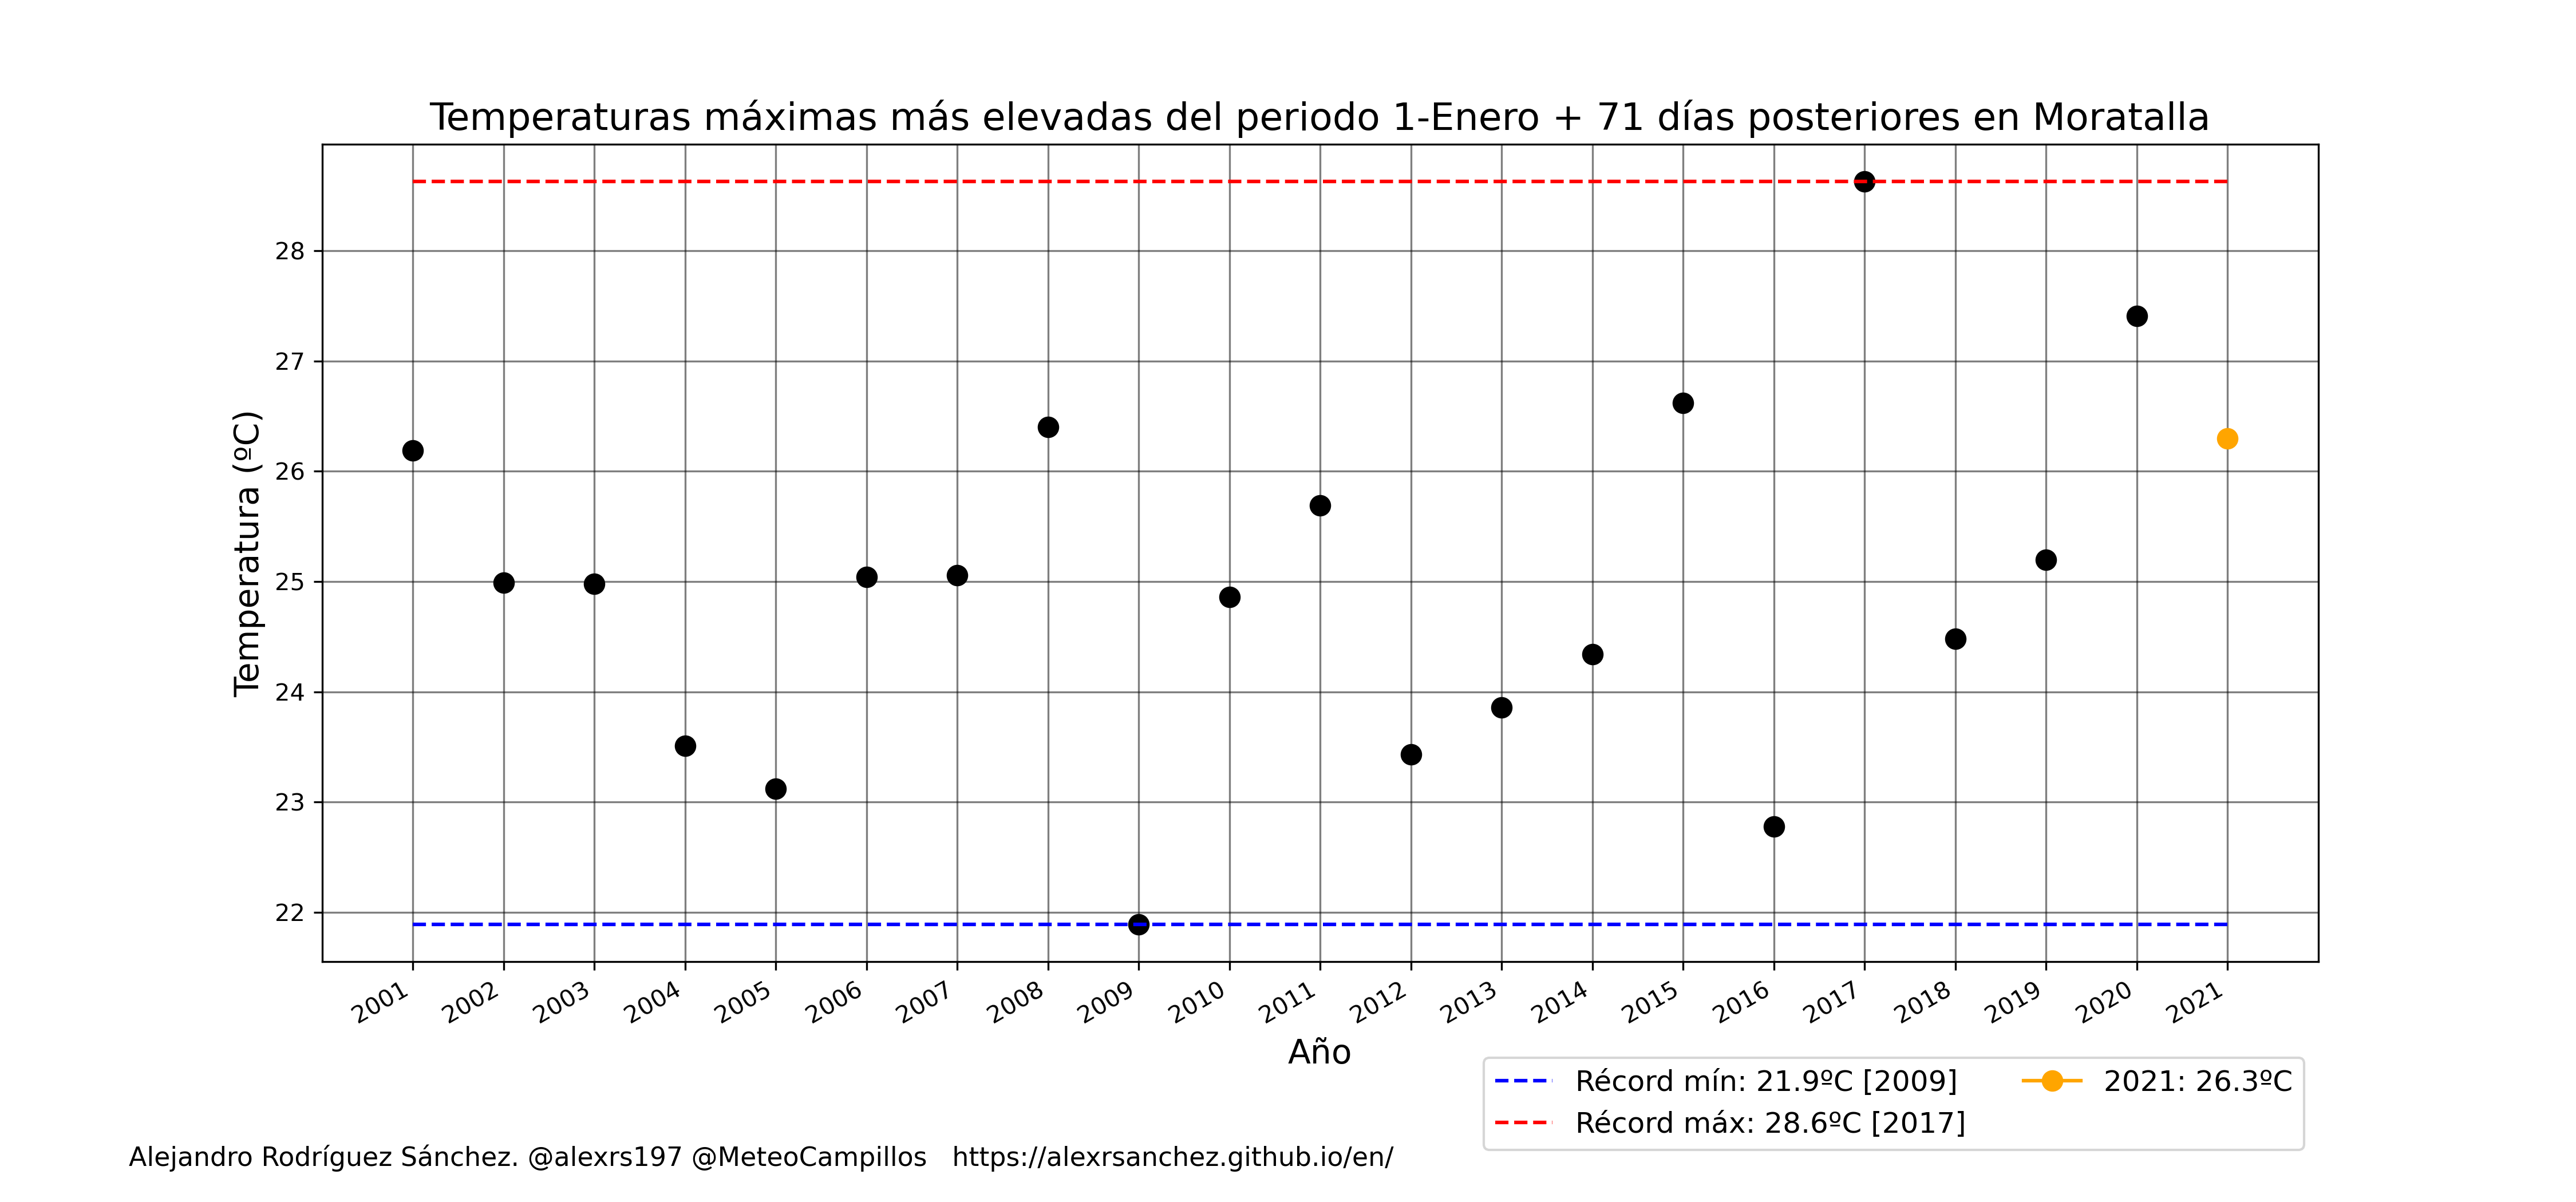 Temperaturas máximas más elevadas del periodo 1-Enero + 71 días posteriores en Moratalla
Temperatura (ºC)
28
27
26
25
24
23
22
2001 2002 2003 2004 2005 2006 2007 2008 2009 2010 2011 2012 2013 2014 2015 2016 2017 2018 2019 2020 2021
Año
Récord mín: 21.9ºC [2009]
Récord máx: 28.6ºC [2017]
2021: 26.3ºC
Alejandro Rodríguez Sánchez. @alexrs197 @MeteoCampillos https://alexrsanchez.github.io/en/